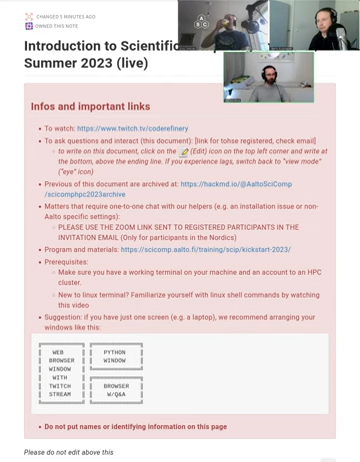 CHANGED 5 MINUTES AGO
OWNED THIS NOTE
Introduction to Scientific
Summer 2023 (live)
Infos and important links
• To watch: https://www.twitch.tv/coderefinery
• To ask questions and interact (this document): [link for tohse registered, check email]
◦ to write on this document, click on the (Edit) icon on the top left corner and write at
the bottom, above the ending line. If you experience lags, switch back to "view mode"
("eye" icon)
• Previous of this document are archived at: https://hackmd.io/@AaltoSciComp
/scicomphpc2023archive
• Matters that require one-to-one chat with our helpers (e.g. an installation issue or non-
Aalto specific settings):
◦ PLEASE USE THE ZOOM LINK SENT TO REGISTERED PARTICIPANTS IN THE
INVITATION EMAIL (Only for participants in the Nordics)
• Program and materials: https://scicomp.aalto.fi/training/scip/kickstart-2023/
• Prerequisites:
◦ Make sure you have a working terminal on your machine and an account to an HPC
cluster.
◦ New to linux terminal? Familiarize yourself with linux shell commands by watching
this video
• Suggestion: if you have just one screen (e.g. a laptop), we recommend arranging your
windows like this:
WEB PYTHON
BROWSER WINDOW
WINDOW
WITH
TWITCH BROWSER
STREAM W/Q&A
• Do not put names or identifying information on this page
Please do not edit above this